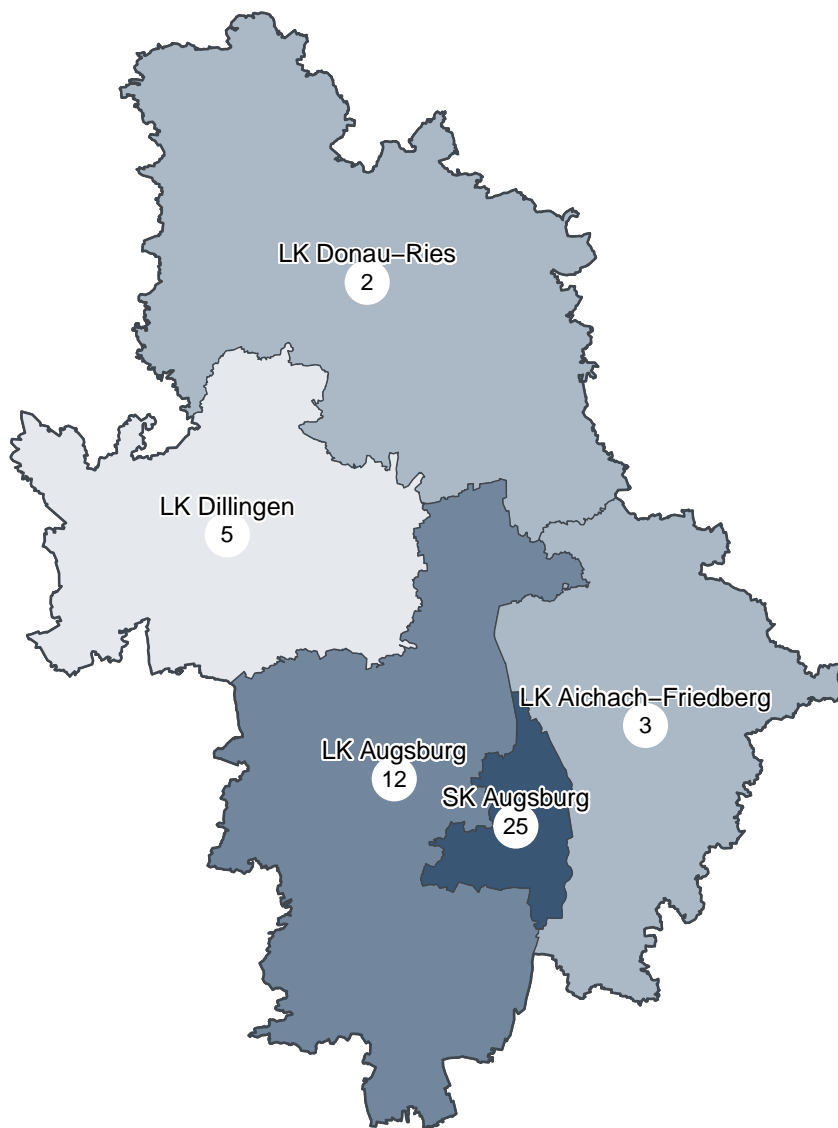 LK Donau–Ries
2
LK Dillingen
5
LK Aichach–Friedberg
3
LK Augsburg
12
SK Augsburg
25